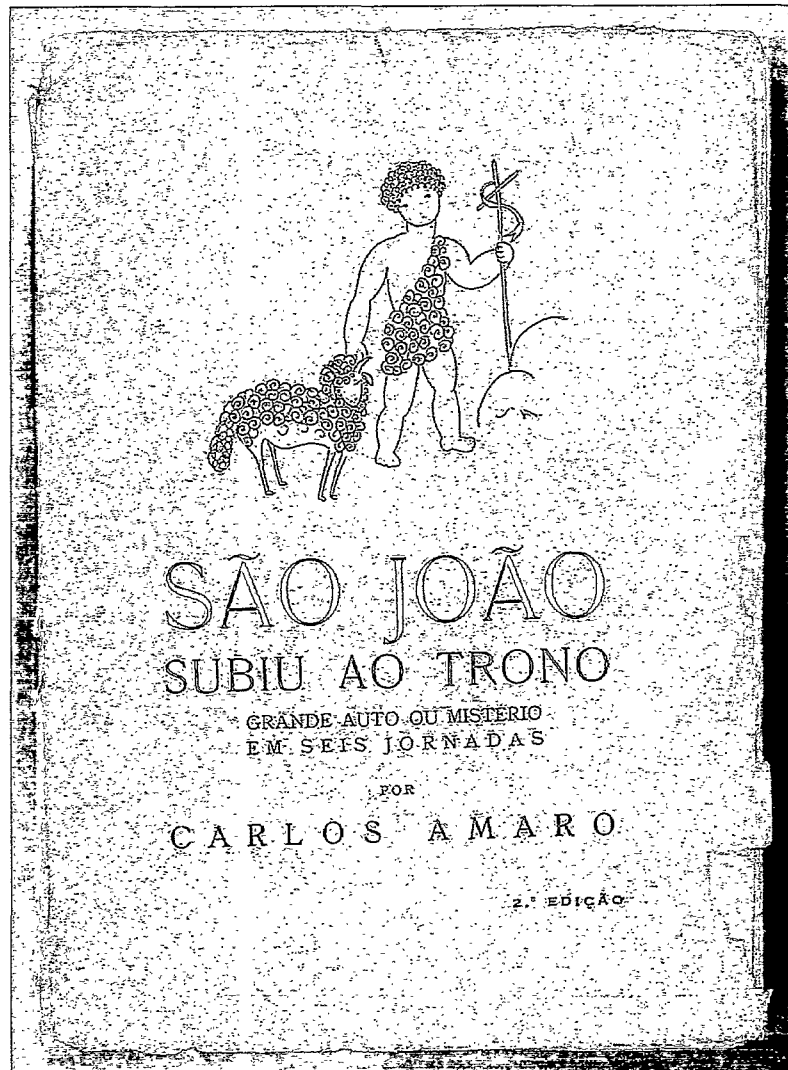 SÃO JOÃO
SUBIU AO TRONO
GRANDE AUTO OU MISTÉRIO
EM SEIS JORNADAS
POR
CARLOS AMARO
2.ª EDIÇÃO